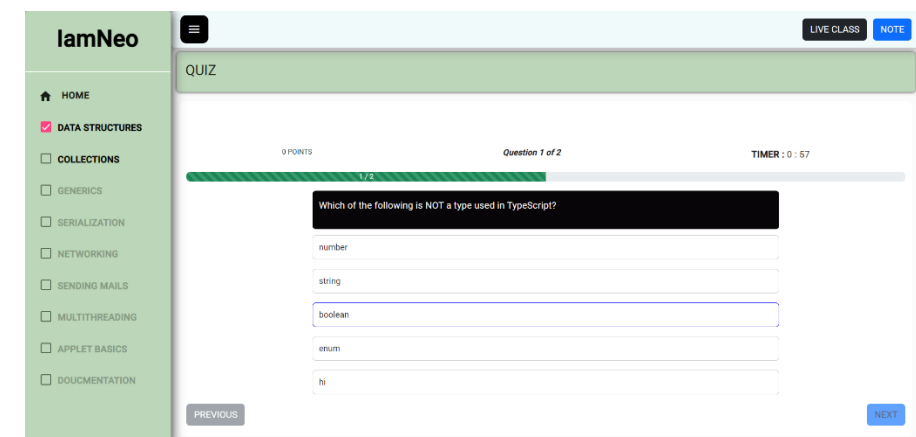 IamNeo
LIVE CLASS
NOTE
QUIZ
HOME
DATA STRUCTURES
COLLECTIONS
GENERICS
SERIALIZATION
NETWORKING
SENDING MAILS
MULTITHREADING
APPLET BASICS
DOUCMENTATION
0 POINTS
Question 1 of 2
TIMER : 0 : 57
1 / 2
Which of the following is NOT a type used in TypeScript?
number
string
boolean
enum
hi
PREVIOUS
NEXT